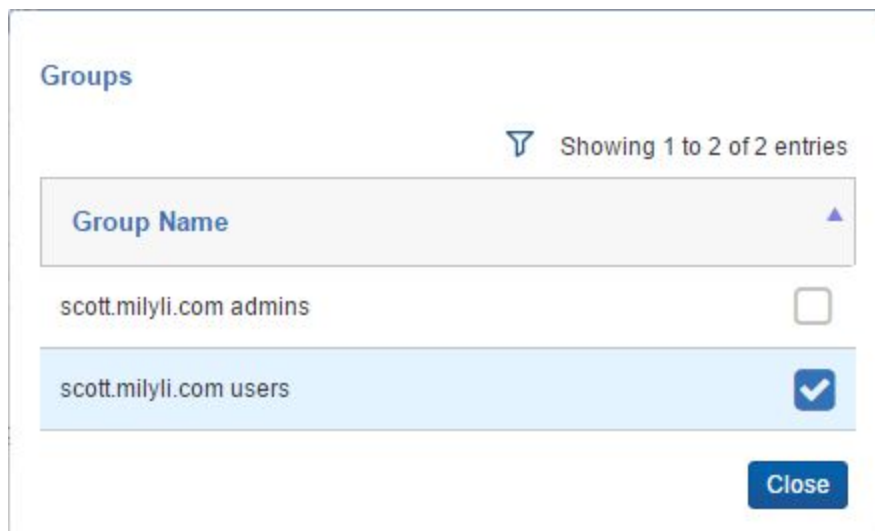 Groups
Showing 1 to 2 of 2 entries
Group Name
scott.milyli.com admins
scott.milyli.com users
Close